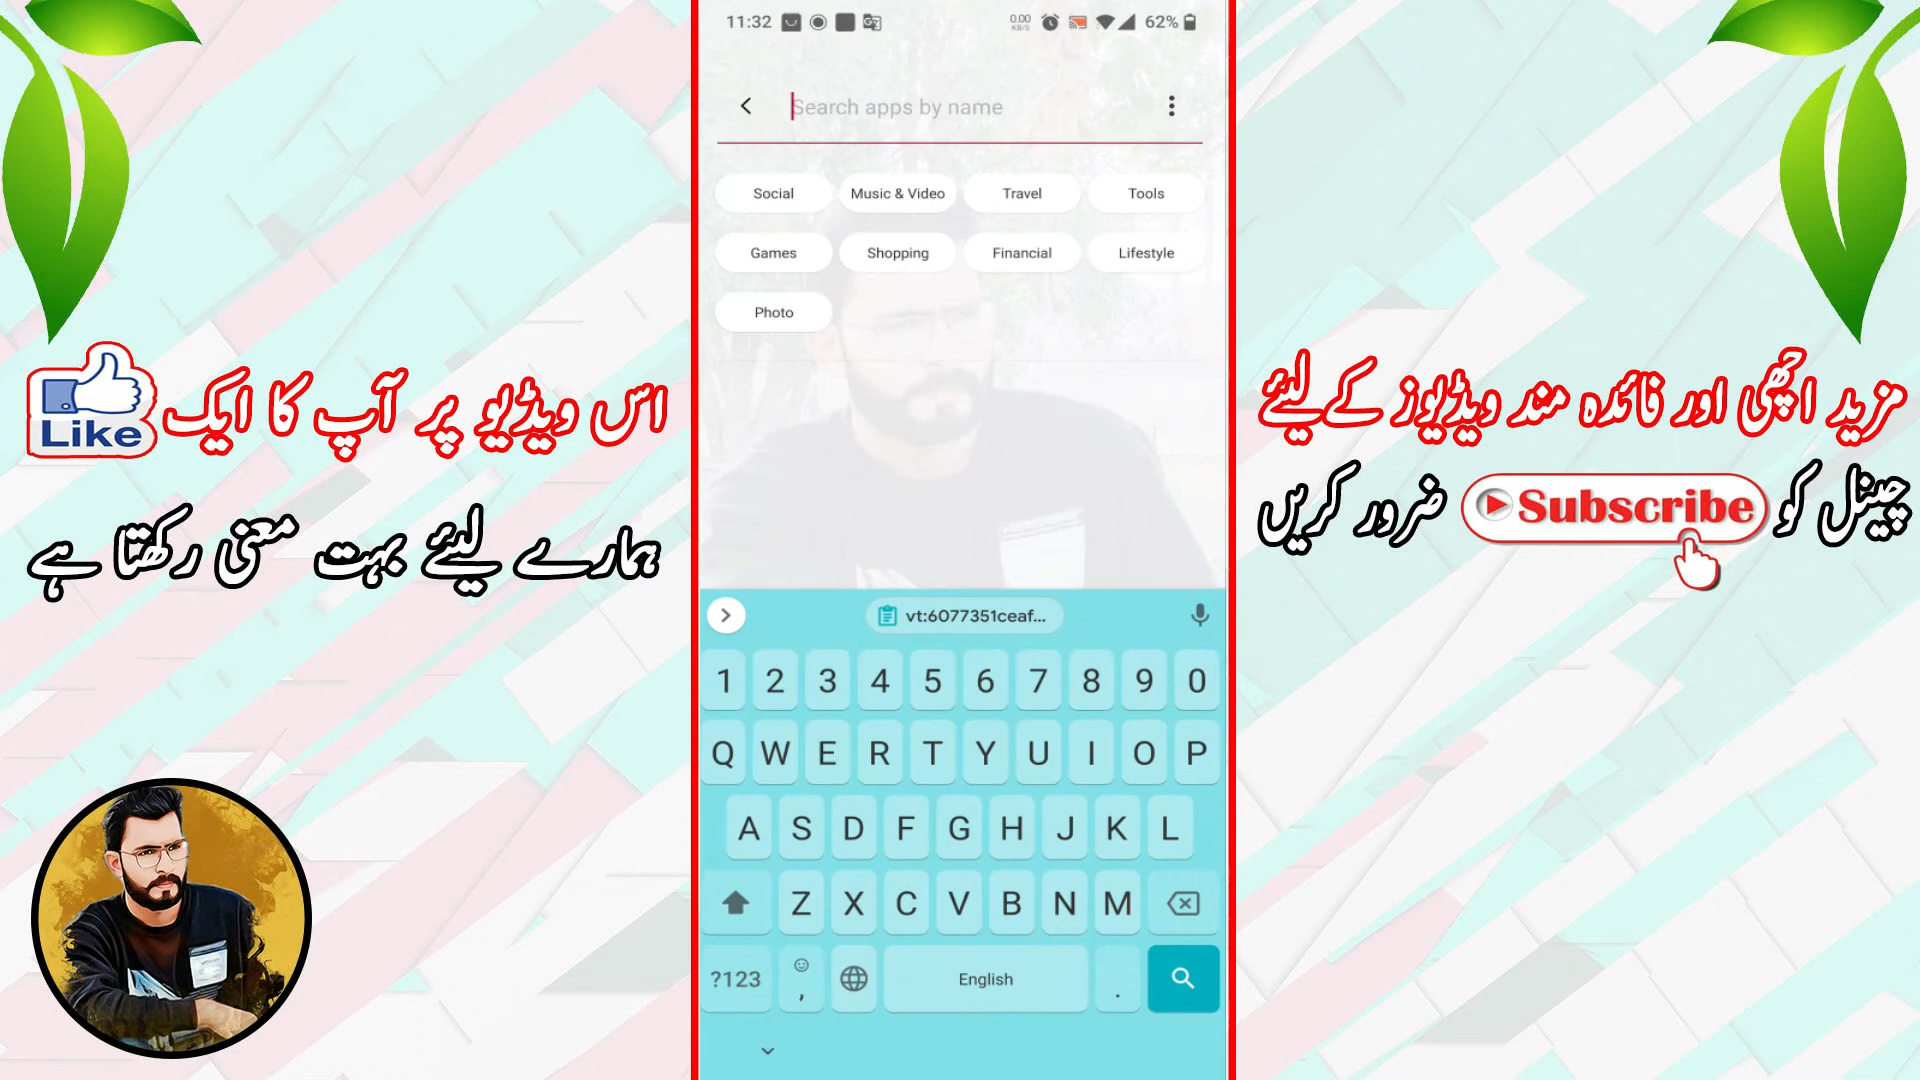 11:32
0.00 KB/S
62%
Search apps by name
Social Music & Video Travel Tools
Games Shopping Financial Lifestyle
Photo
اس ویڈیو پر آپ کا ایک Like
ہمارے لیئے بہت معنی رکھتا ہے
مزید اچھی اور فائدہ مند ویڈیوز کے لیئے
چینل کو Subscribe ضرور کریں
vt:6077351ceaf...
1 2 3 4 5 6 7 8 9 0
Q W E R T Y U I O P
A S D F G H J K L
Z X C V B N M
?123 , English .